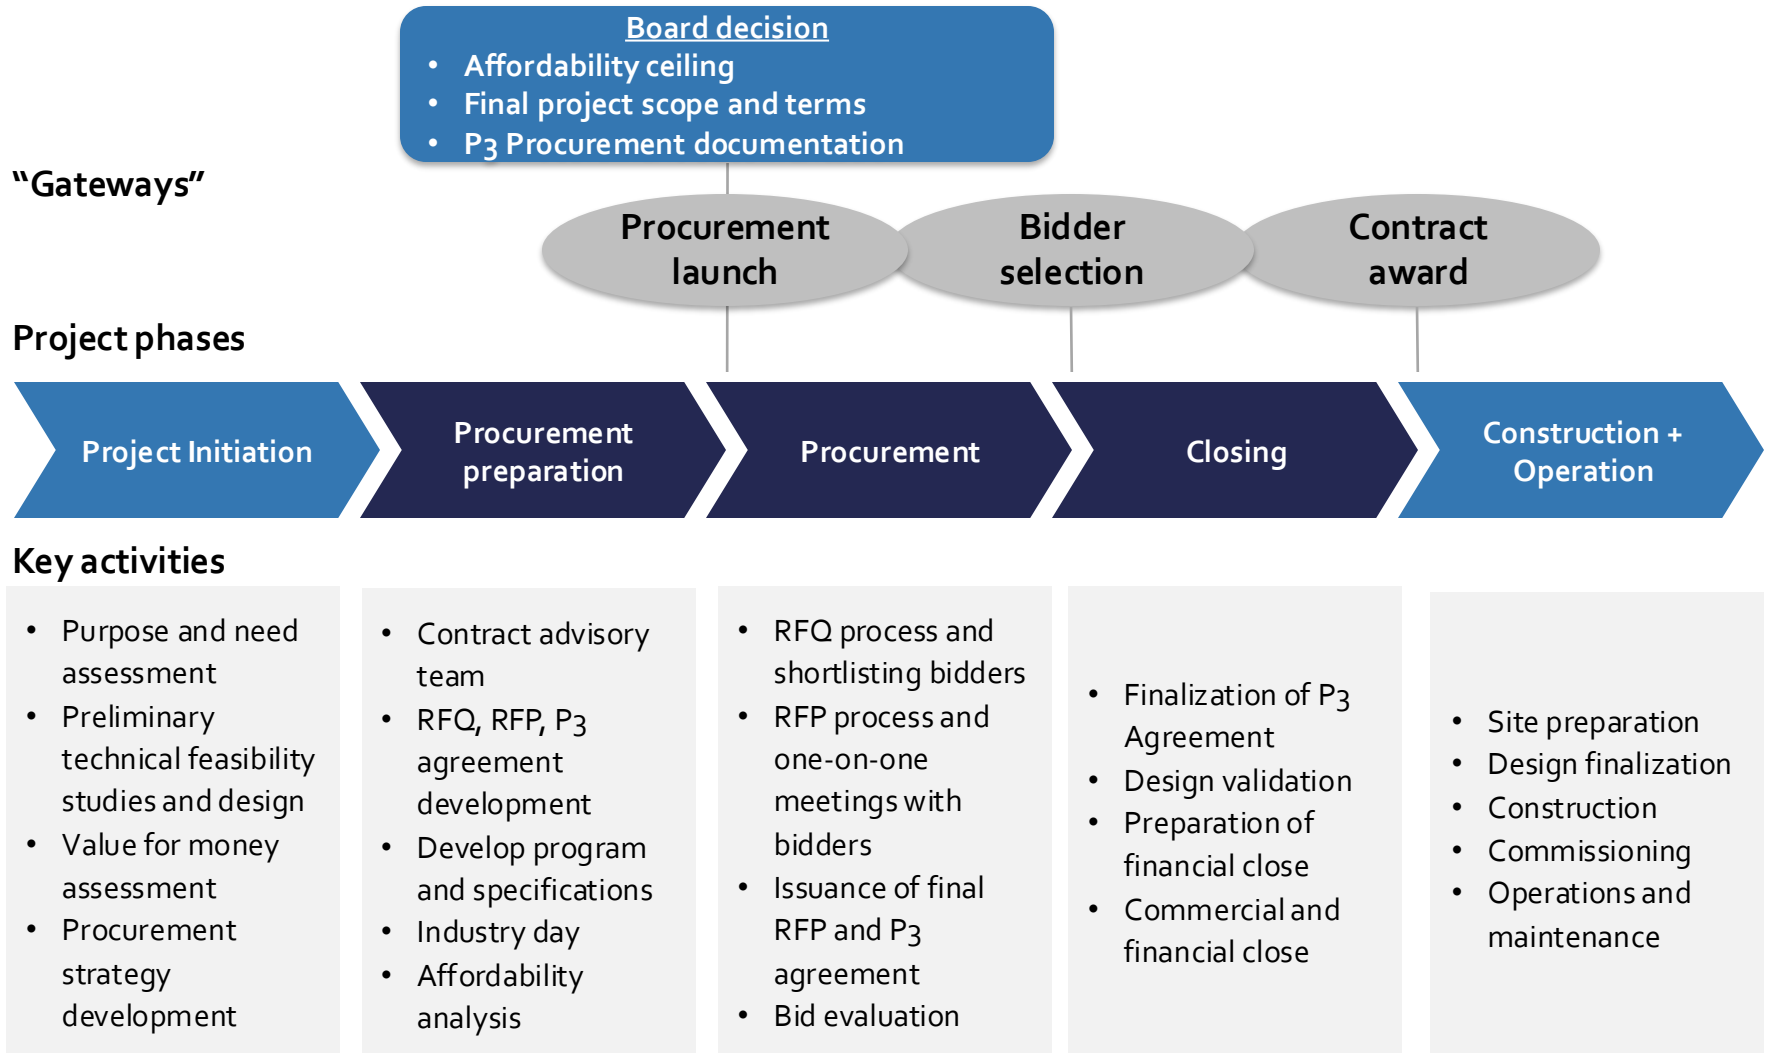 Board decision
• Affordability ceiling
• Final project scope and terms
• P3 Procurement documentation
“Gateways”
Procurement
launch
Bidder
selection
Contract
award
Project phases
Project Initiation
Procurement
preparation
Procurement
Closing
Construction +
Operation
Key activities
• Purpose and need
assessment
• Preliminary
technical feasibility
studies and design
• Value for money
assessment
• Procurement
strategy
development
• Contract advisory
team
• RFQ, RFP, P3
agreement
development
• Develop program
and specifications
• Industry day
• Affordability
analysis
• RFQ process and
shortlisting bidders
• RFP process and
one-on-one
meetings with
bidders
• Issuance of final
RFP and P3
agreement
• Bid evaluation
• Finalization of P3
Agreement
• Design validation
• Preparation of
financial close
• Commercial and
financial close
• Site preparation
• Design finalization
• Construction
• Commissioning
• Operations and
maintenance